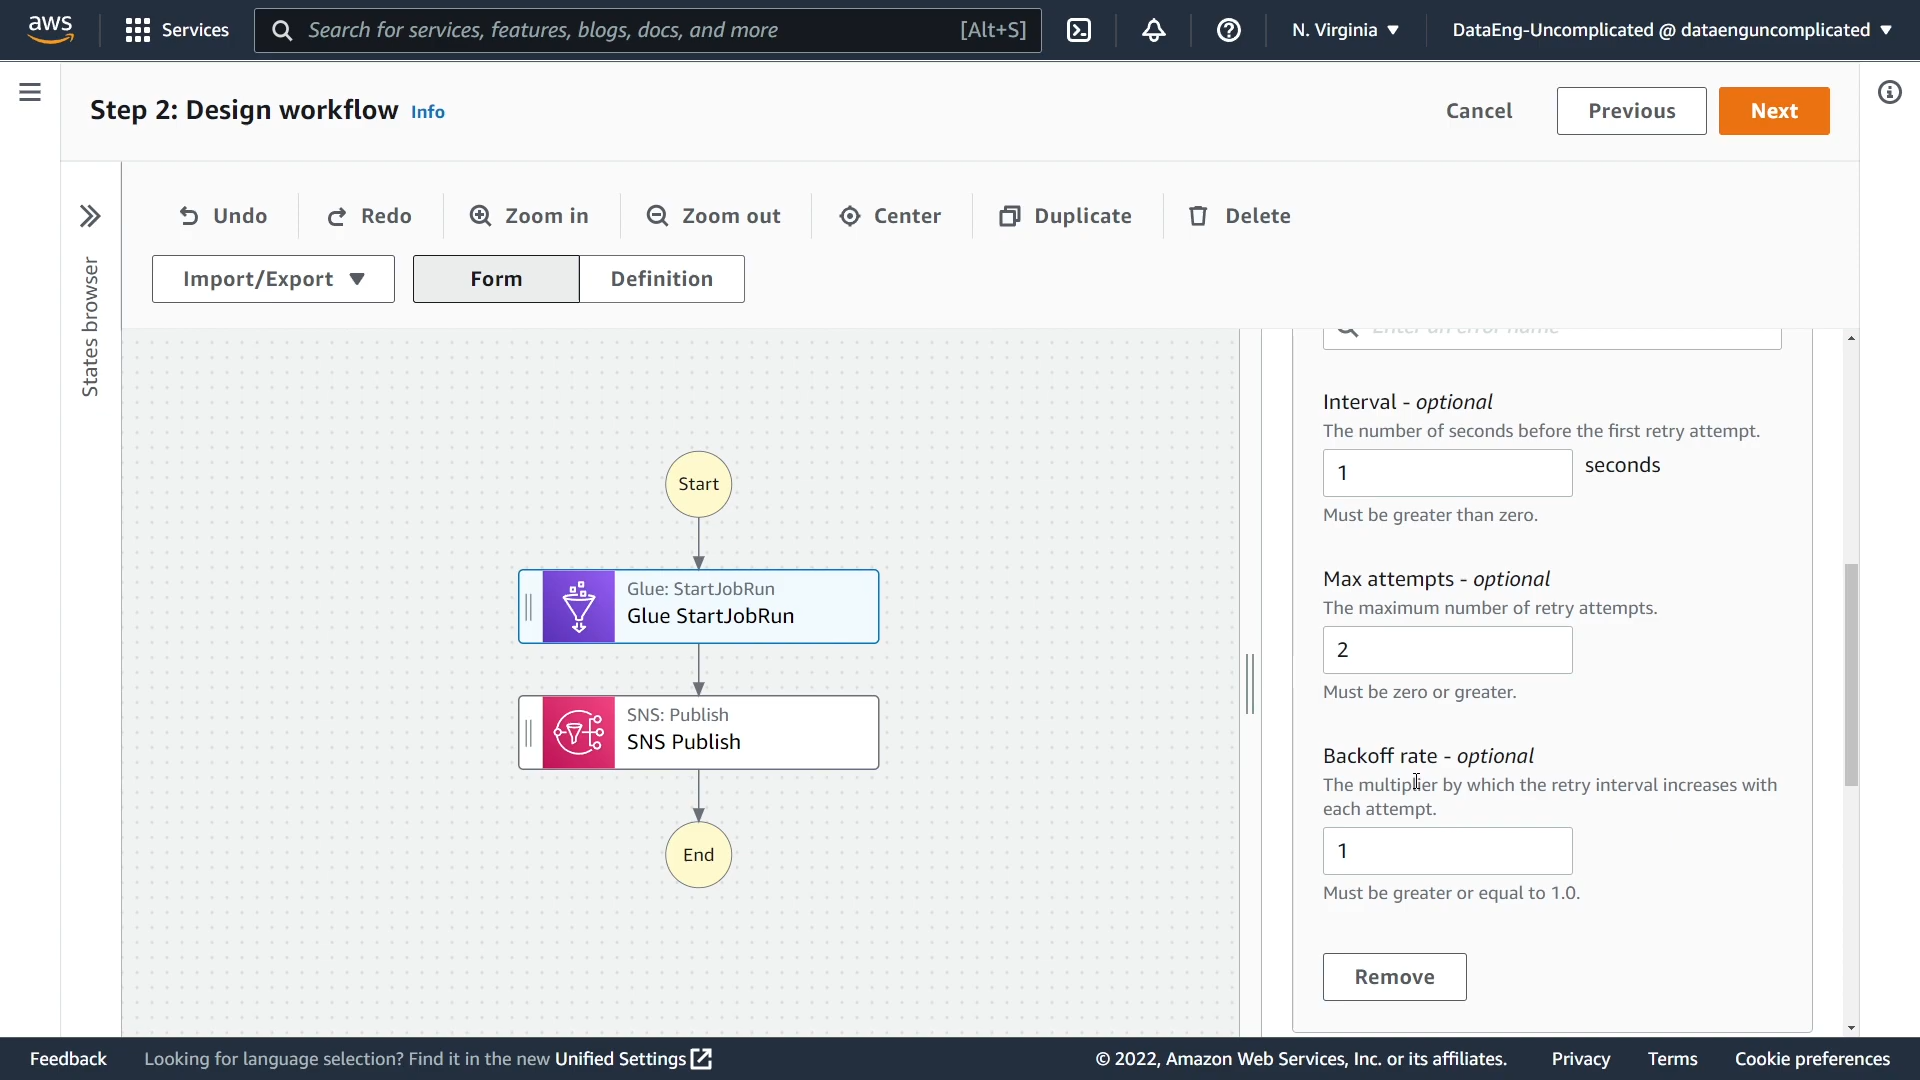 aws
Services
Search for services, features, blogs, docs, and more
[Alt+S]
N. Virginia
DataEng-Uncomplicated @ dataenguncomplicated
Step 2: Design workflow
Info
Cancel
Previous
Next
Undo
Redo
Zoom in
Zoom out
Center
Duplicate
Delete
Import/Export
Form
Definition
States browser
Start
Glue: StartJobRun
Glue StartJobRun
SNS: Publish
SNS Publish
End
Enter an error name
Interval - optional
The number of seconds before the first retry attempt.
1
seconds
Must be greater than zero.
Max attempts - optional
The maximum number of retry attempts.
2
Must be zero or greater.
Backoff rate - optional
The multiplier by which the retry interval increases with
each attempt.
1
Must be greater or equal to 1.0.
Remove
Feedback
Looking for language selection? Find it in the new Unified Settings
© 2022, Amazon Web Services, Inc. or its affiliates.
Privacy
Terms
Cookie preferences